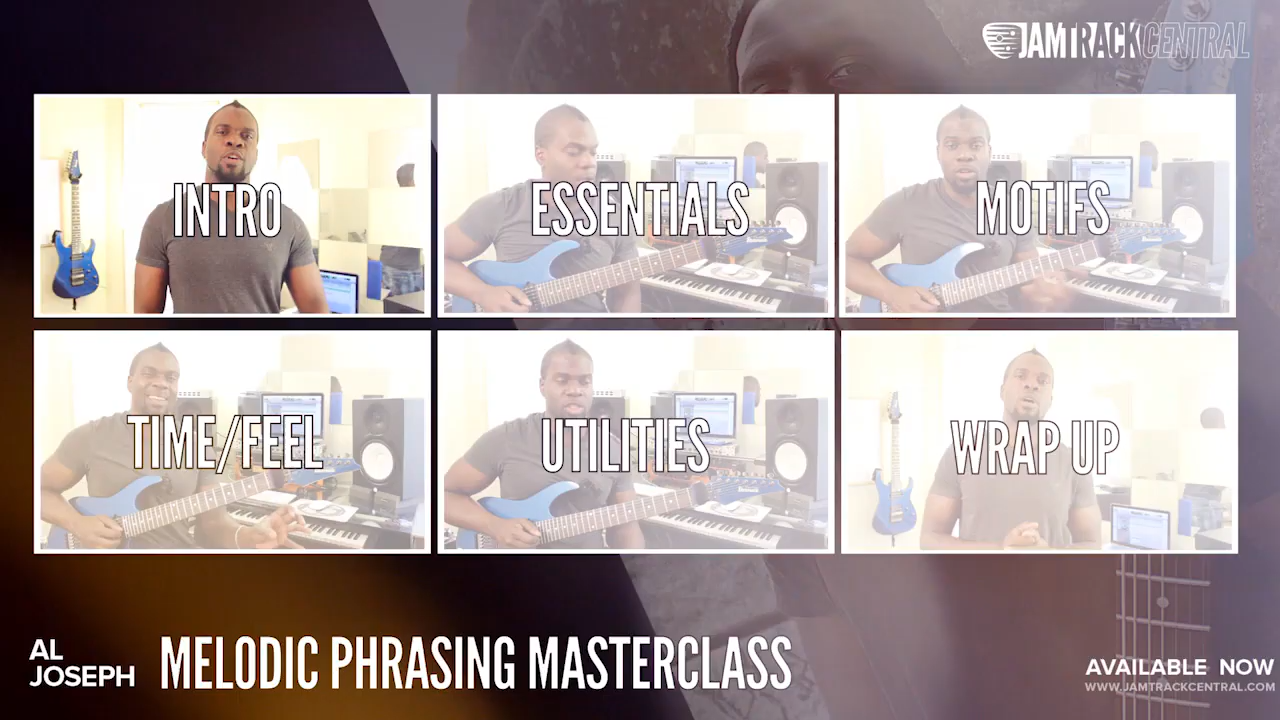 JAMTRACKCENTRAL
INTRO
ESSENTIALS
MOTIFS
TIME/FEEL
UTILITIES
WRAP UP
AL
JOSEPH
MELODIC PHRASING MASTERCLASS
AVAILABLE NOW
WWW.JAMTRACKCENTRAL.COM